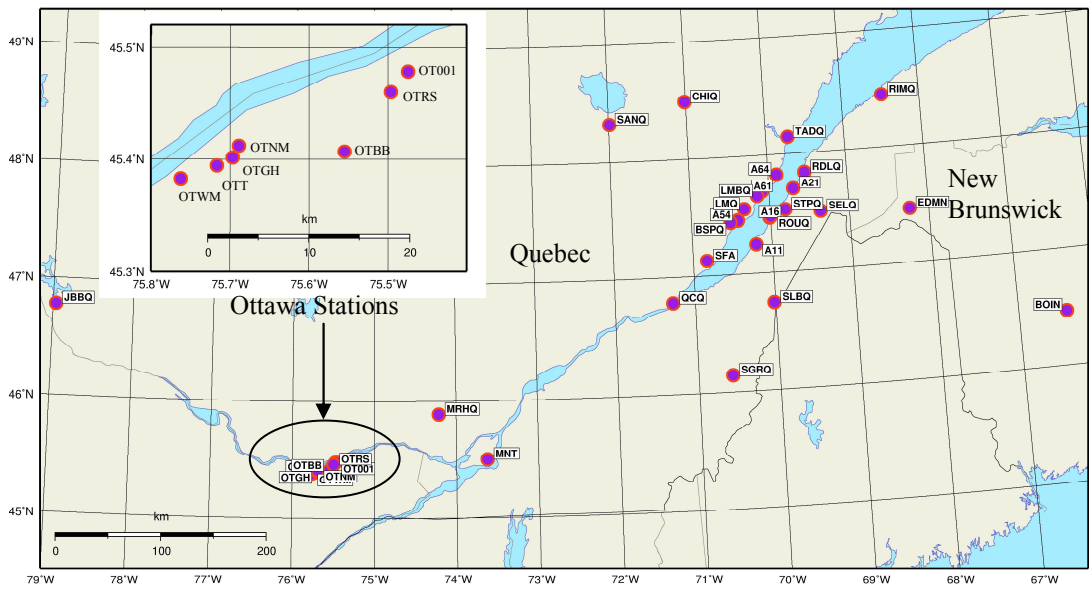 49°N
48°N
47°N
46°N
45°N
45.5°N
45.4°N
45.3°N
75.8°W
75.7°W
75.6°W
75.5°W
OT001
OTRS
OTNM
OTBB
OTGH
OTT
OTWM
km
0
10
20
Ottawa Stations
Quebec
New
Brunswick
CHIQ
RIMQ
SANQ
TADQ
A64
RDLQ
A61
A21
LMBQ
LMQ
STPQ
SELQ
EDMN
A54
A16
BSPQ
ROUQ
A11
SFA
JBBQ
QCQ
SLBQ
BOIN
SGRQ
MRHQ
MNT
OTRS
OTBB
OT001
OTGH
OTNM
km
0
100
200
79°W
78°W
77°W
76°W
75°W
74°W
73°W
72°W
71°W
70°W
69°W
68°W
67°W